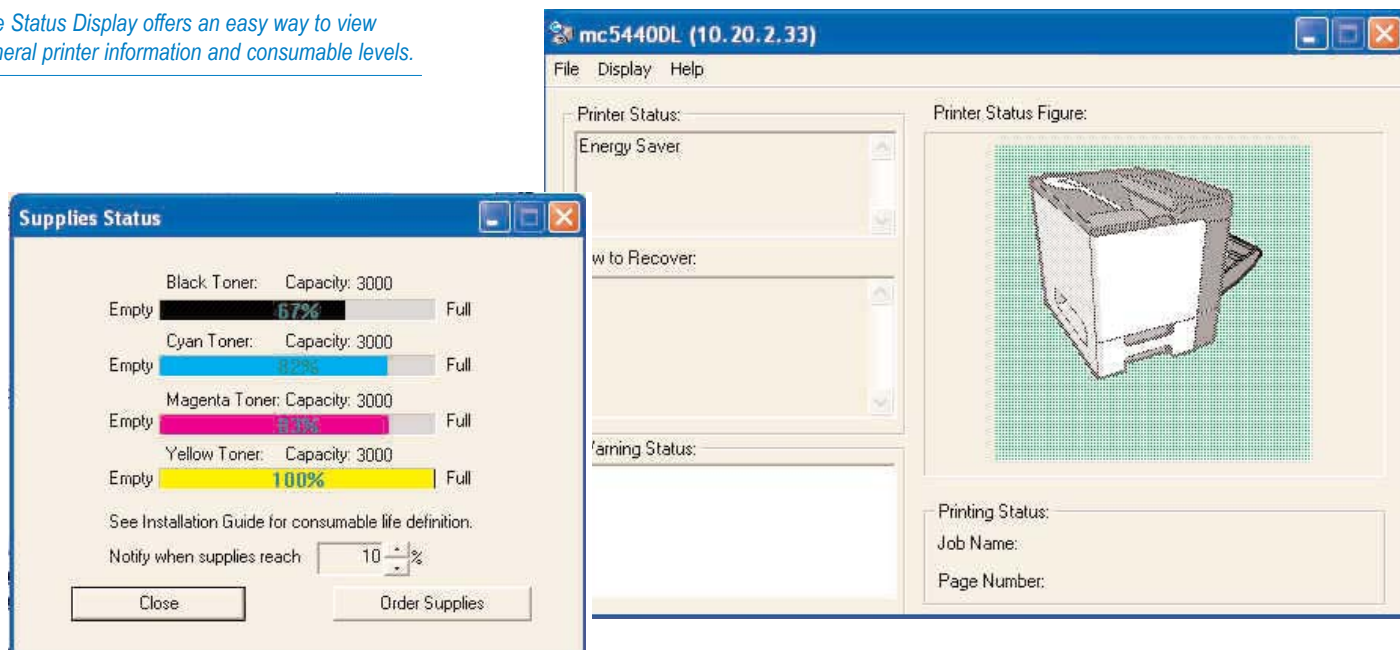 Status Display offers an easy way to view
printer information and consumable levels.
mc5440DL (10.20.2.33)
File Display Help
Printer Status:
Energy Saver
to Recover:
Status:
Printer Status Figure:
Printing Status:
Job Name:
Page Number:
Supplies Status
Black Toner: Capacity: 3000
Empty 67% Full
Cyan Toner: Capacity: 3000
Empty 82% Full
Magenta Toner: Capacity: 3000
Empty 83% Full
Yellow Toner: Capacity: 3000
Empty 100% Full
See Installation Guide for consumable life definition.
Notify when supplies reach 10 %
Close Order Supplies